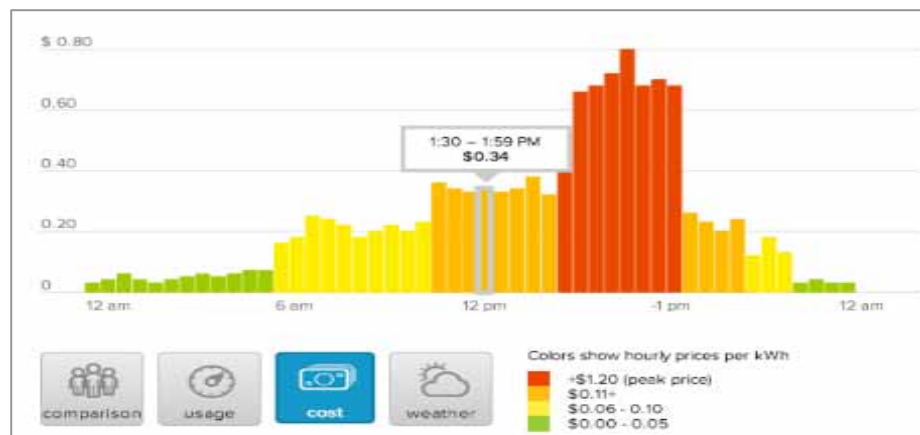 $ 0.80
0.60
1:30 – 1:59 PM
$0.34
0.40
0.20
0
12 am 6 am 12 pm -1 pm 12 am
Colors show hourly prices per kWh
+$1.20 (peak price)
$0.11+
$0.06 - 0.10
$0.00 - 0.05
comparison usage cost weather